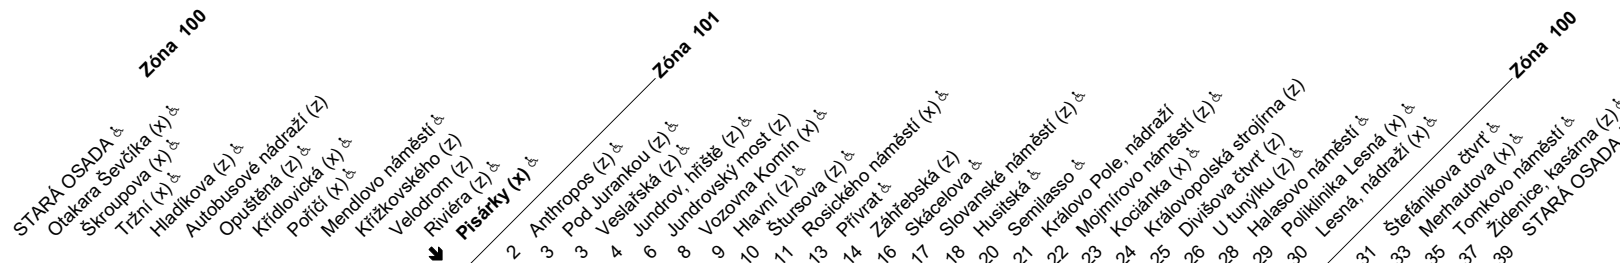 Zóna 100
STARÁ OSADA ♿
Otakara Ševčíka (x) ♿
Škroupova (x) ♿
Tržní (x) ♿
Hladíkova (z) ♿
Autobusové nádraží (z)
Opuštěná (z) ♿
Křídlovická (x) ♿
Poříčí (x) ♿
Mendlovo náměstí ♿
Křížkovského (z)
Velodrom (z)
Riviéra (z) ♿
Pisárky (x) ♿
Zóna 101
2 Anthropos (z) ♿
3 Pod Jurankou (z) ♿
3 Veslařská (z) ♿
4 Jundrov, hřiště (z) ♿
6 Jundrovský most (z)
8 Vozovna Komín (x) ♿
9 Hlavní (z) ♿
10 Štursova (z) ♿
11 Rosického náměstí (x) ♿
13 Přívrat ♿
14 Záhřebská (z)
16 Skácelova ♿
17 Slovanské náměstí (z) ♿
18 Husitská ♿
20 Semilasso ♿
21 Královo Pole, nádraží
22 Mojmírovo náměstí (z) ♿
23 Kociánka (x) ♿
24 Královopolská strojírna (z)
25 Divišova čtvrť (z)
26 U tunýlku (z) ♿
28 Halasovo náměstí ♿
29 Poliklinika Lesná (x) ♿
30 Lesná, nádraží (x) ♿
Zóna 100
31 Štefánikova čtvrť ♿
33 Merhautova (x) ♿
35 Tomkovo náměstí ♿
37 Židenice, kasárna (z) ♿
39 STARÁ OSADA ♿